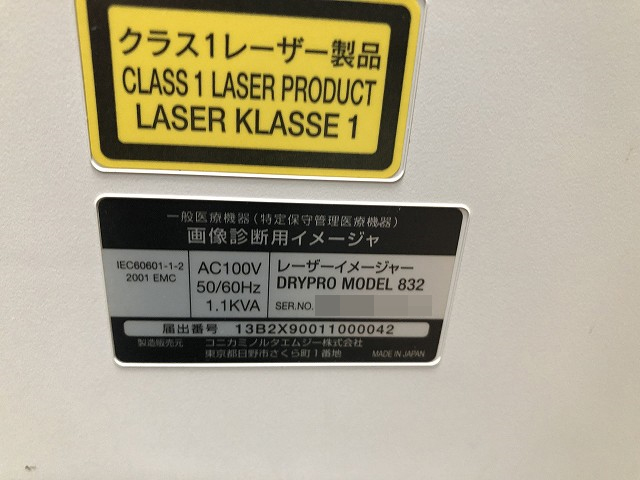 クラス1レーザー製品
CLASS 1 LASER PRODUCT
LASER KLASSE 1
一般医療機器(特定保守管理医療機器)
画像診断用イメージャ
IEC60601-1-2
2001 EMC
AC100V
50/60Hz
1.1KVA
レーザーイメージャー
DRYPRO MODEL 832
SER.NO.
届出番号 13B2X90011000042
製造販売元 コニカミノルタエムジー株式会社
東京都日野市さくら町1番地
MADE IN JAPAN